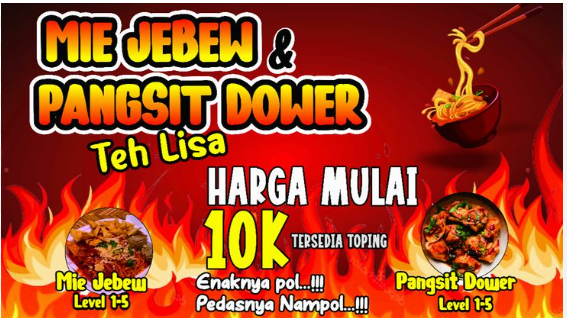 MIE JEBEW &
PANGSIT DOWER
Teh Lisa
HARGA MULAI
10K TERSEDIA TOPING
Mie Jebew
Level 1-5
Enaknya pol...!!!
Pedasnya Nampol...!!!
Pangsit Dower
Level 1-5